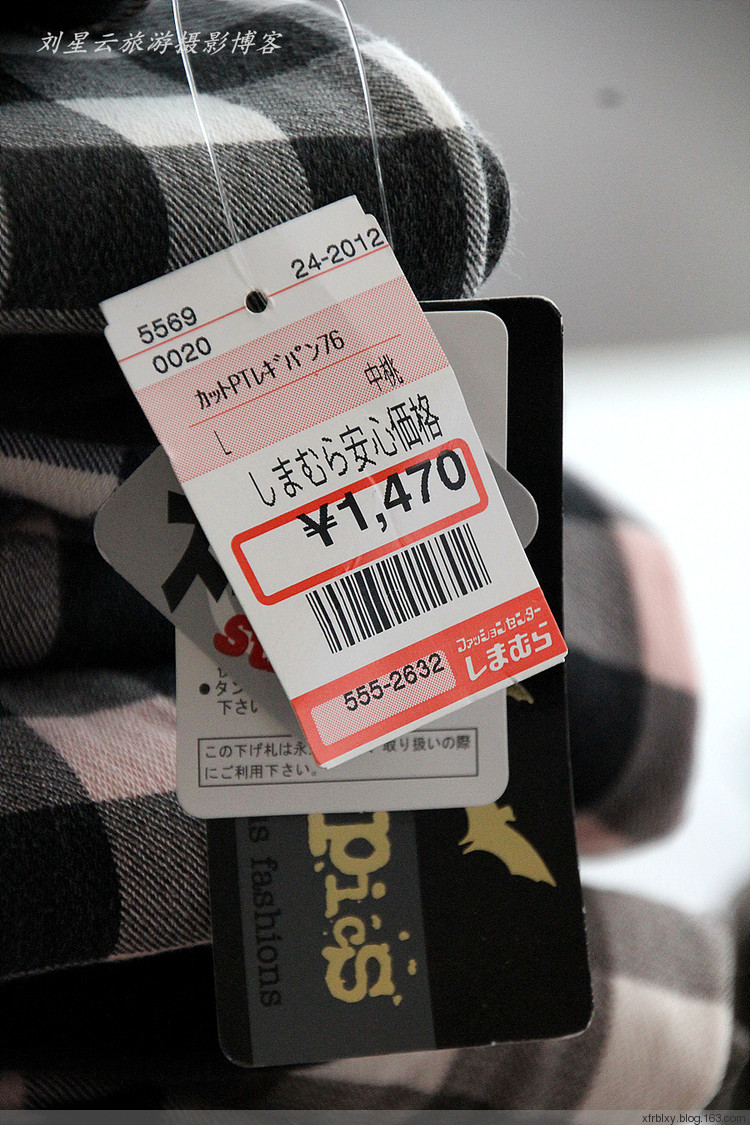 刘星云旅游摄影博客
24-2012
5569
0020
カットPTレギパン76
中桃
L
しまむら安心価格
¥1,470
ファッションセンター
しまむら
555-2632
下さい
この下げ札は永 取り扱いの際
にご利用下さい。
pics
s fashions
xfrblxy.blog.163.com